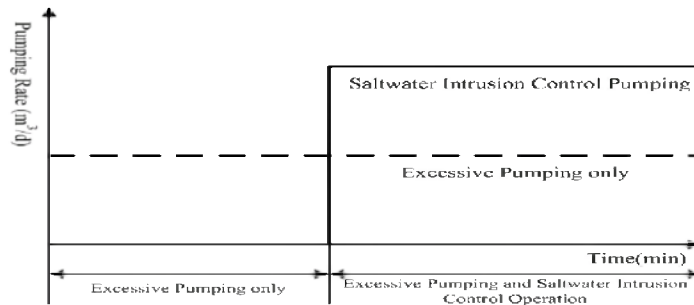 Pumping Rate (m³/d)
Saltwater Intrusion Control Pumping
Excessive Pumping only
Time(min)
Excessive Pumping only
Excessive Pumping and Saltwater Intrusion
Control Operation